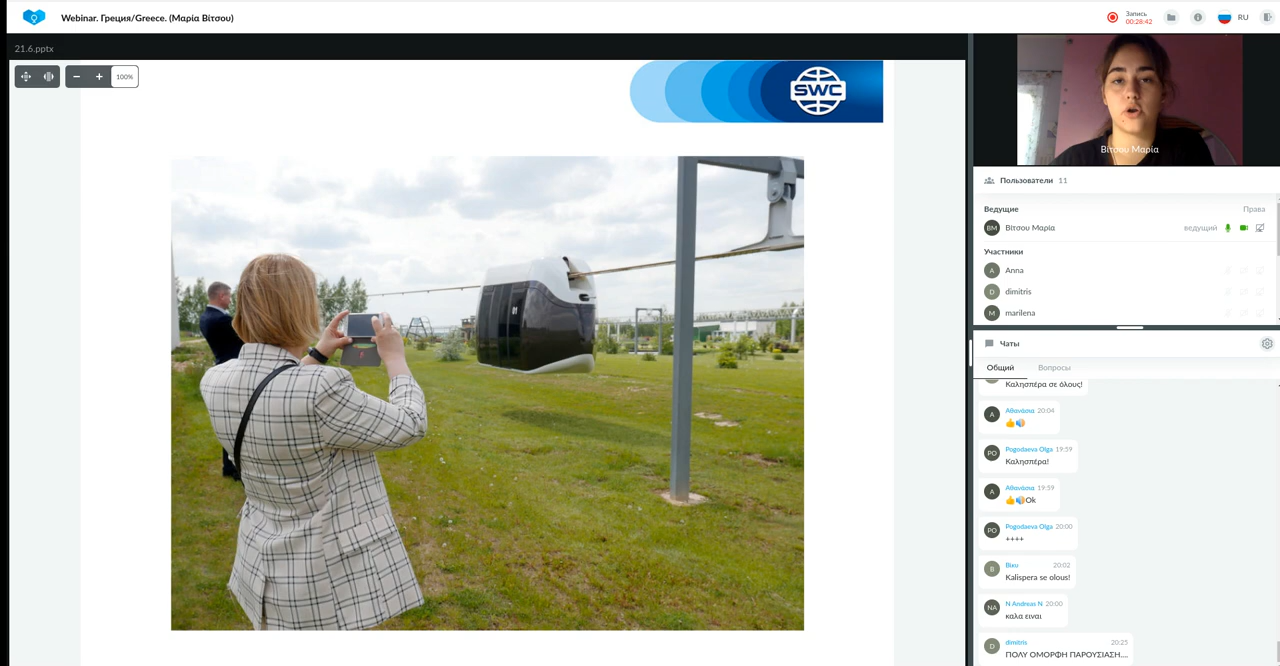 Webinar. Греция/Greece. (Μαρία Βίτσου)
Запись
00:28:42
RU
21.6.pptx
100%
SWC
Βίτσου Μαρία
Пользователи 11
Ведущие Права
BM Βίτσου Μαρία ведущий
Участники
A Anna
D dimitris
M marilena
Чаты
Общий Вопросы
Καλησπέρα σε όλους!
A Αθανάσια 20:04
👍
PO Pogodaeva Olga 19:59
Καλησπέρα!
A Αθανάσια 19:59
👍Ok
PO Pogodaeva Olga 20:00
++++
B Βίκυ 20:02
Kalispera se olous!
NA N Andreas N. 20:00
καλα ειναι
D dimitris 20:25
ΠΟΛΥ ΟΜΟΡΦΗ ΠΑΡΟΥΣΙΑΣΗ....